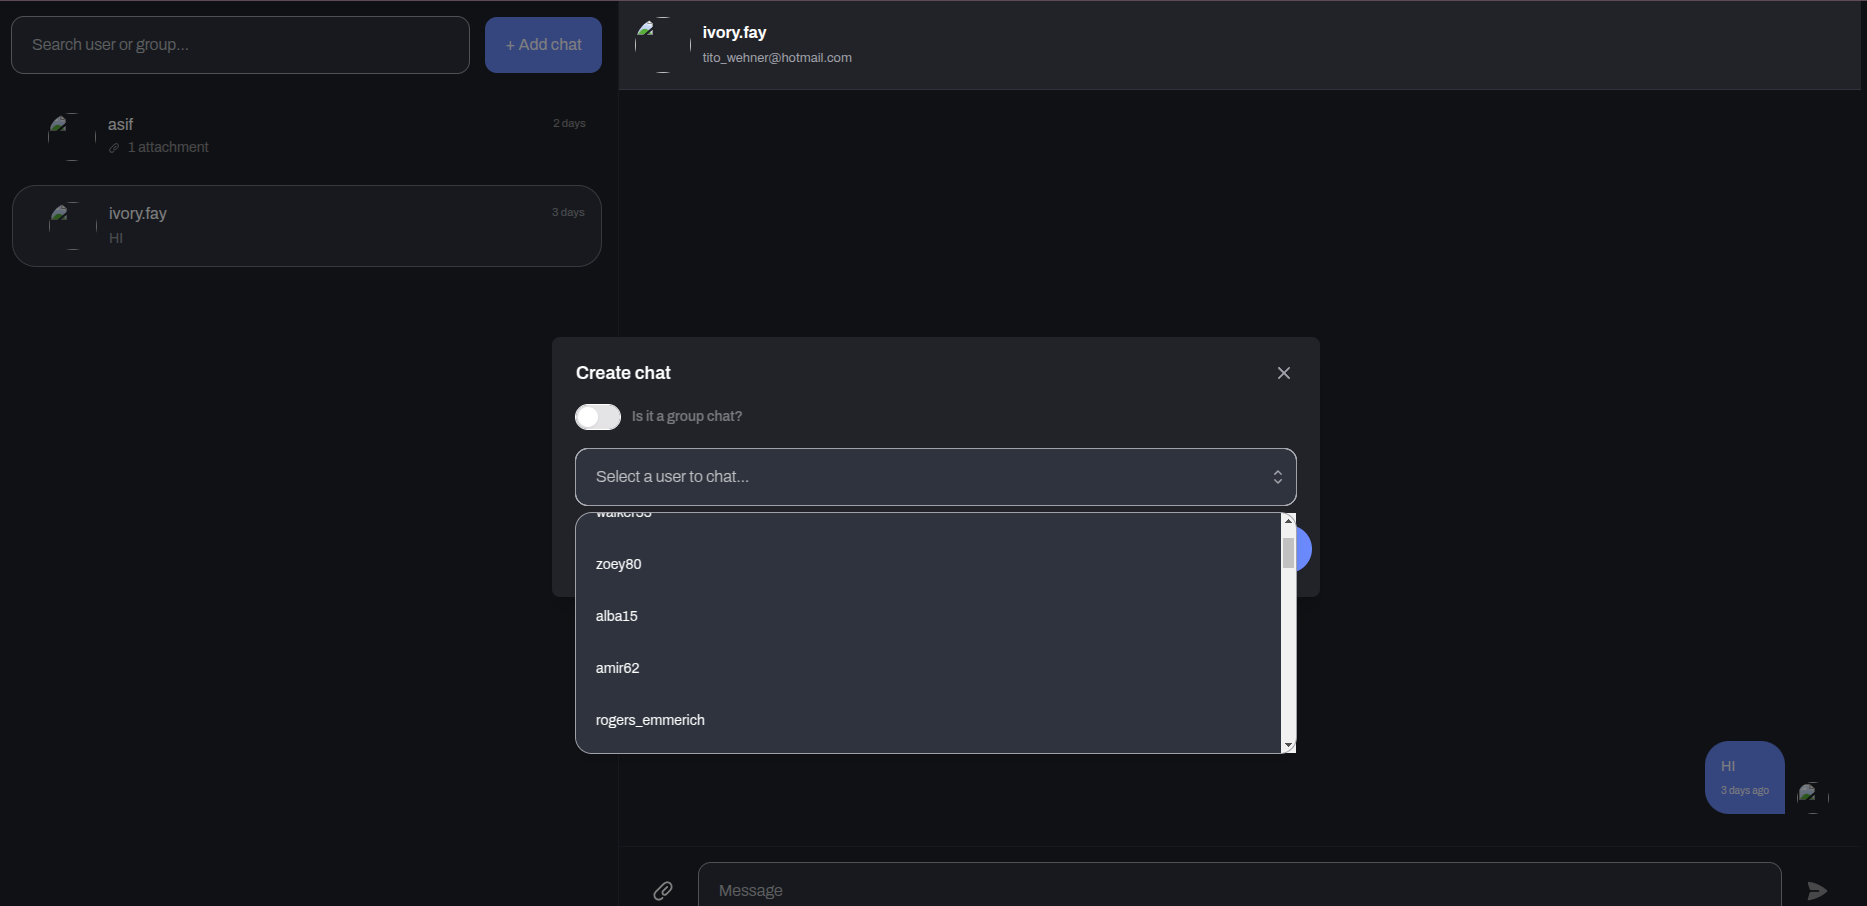 Search user or group...
+ Add chat
asif
2 days
1 attachment
ivory.fay
3 days
HI
ivory.fay
tito_wehner@hotmail.com
Create chat
Is it a group chat?
Select a user to chat...
zoey80
alba15
amir62
rogers_emmerich
HI
3 days ago
Message